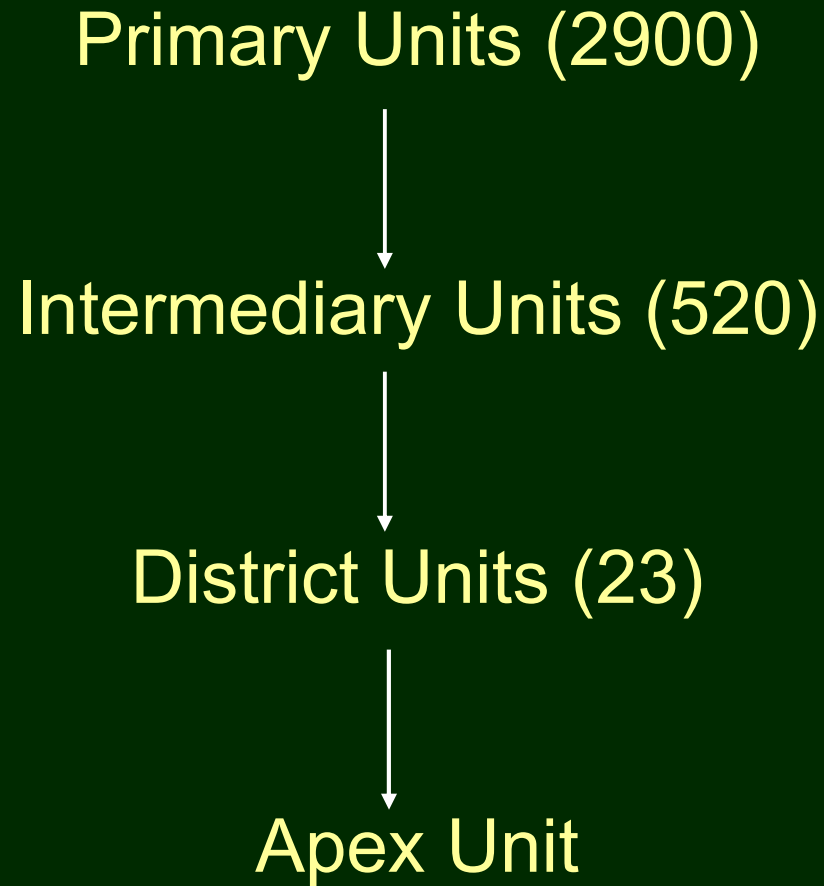 Primary Units (2900)
Intermediary Units (520)
District Units (23)
Apex Unit